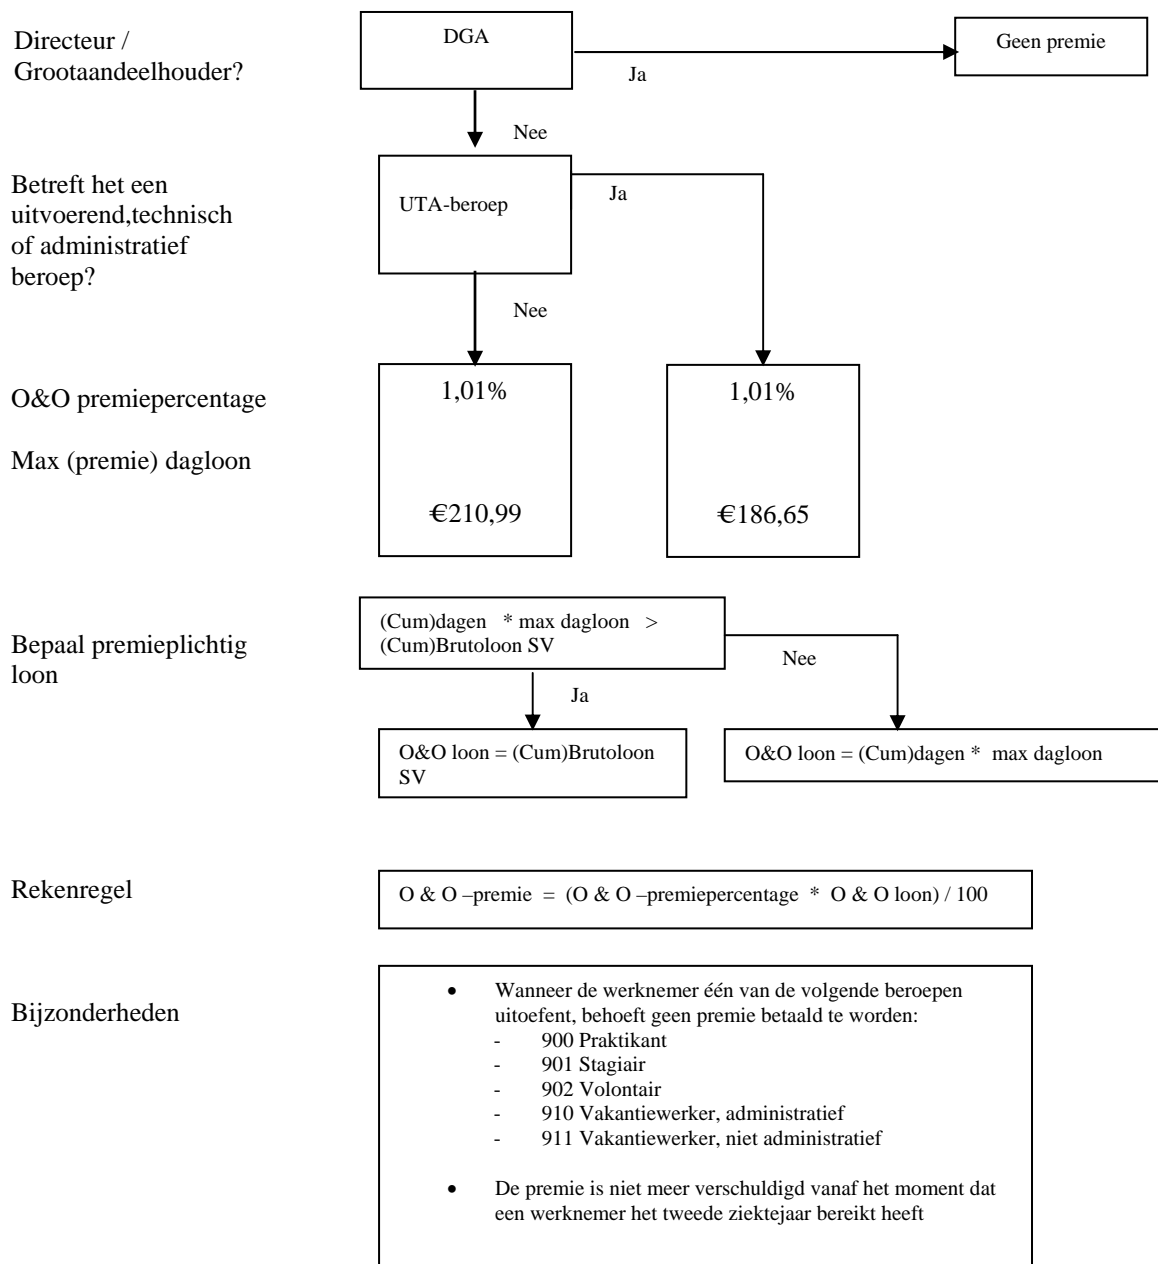 Directeur /
Grootaandeelhouder?
DGA
Ja
Geen premie
Nee
Betreft het een
uitvoerend,technisch
of administratief
beroep?
UTA-beroep
Ja
Nee
O&O premiepercentage
1,01%
1,01%
Max (premie) dagloon
€210,99
€186,65
Bepaal premieplichtig
loon
(Cum)dagen * max dagloon >
(Cum)Brutoloon SV
Nee
Ja
O&O loon = (Cum)Brutoloon
SV
O&O loon = (Cum)dagen * max dagloon
Rekenregel
O & O –premie = (O & O –premiepercentage * O & O loon) / 100
Bijzonderheden
• Wanneer de werknemer één van de volgende beroepen
uitoefent, behoeft geen premie betaald te worden:
- 900 Praktikant
- 901 Stagiair
- 902 Volontair
- 910 Vakantiewerker, administratief
- 911 Vakantiewerker, niet administratief
• De premie is niet meer verschuldigd vanaf het moment dat
een werknemer het tweede ziektejaar bereikt heeft